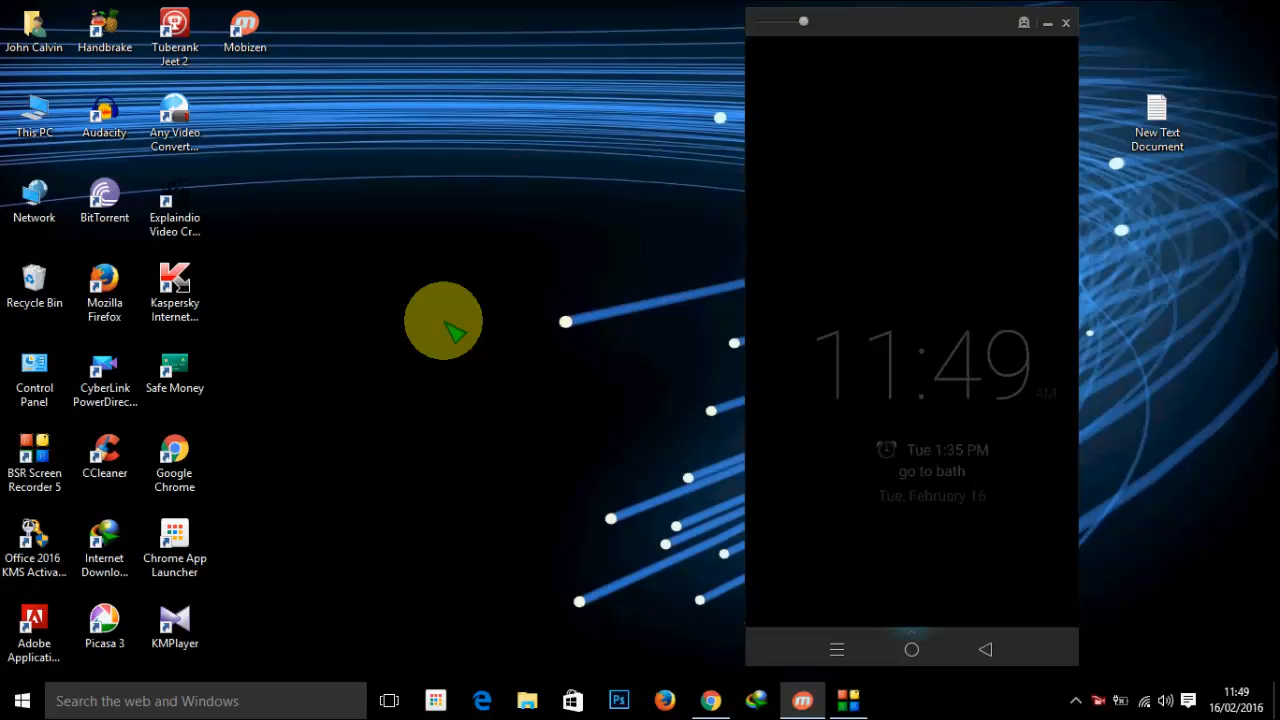 John Calvin
Handbrake
Tuberank
Jeet 2
Mobizen
This PC
Audacity
Any Video
Convert...
New Text
Document
Network
BitTorrent
Explaindio
Video Cr...
Recycle Bin
Mozilla
Firefox
Kaspersky
Internet...
11:49
AM
Tue 1:35 PM
go to bath
Tue, February 16
Control
Panel
CyberLink
PowerDirec...
Safe Money
BSR Screen
Recorder 5
CCleaner
Google
Chrome
Office 2016
KMS Activa...
Internet
Downlo...
Chrome App
Launcher
Adobe
Applicati...
Picasa 3
KMPlayer
Search the web and Windows
Ps
11:49
16/02/2016